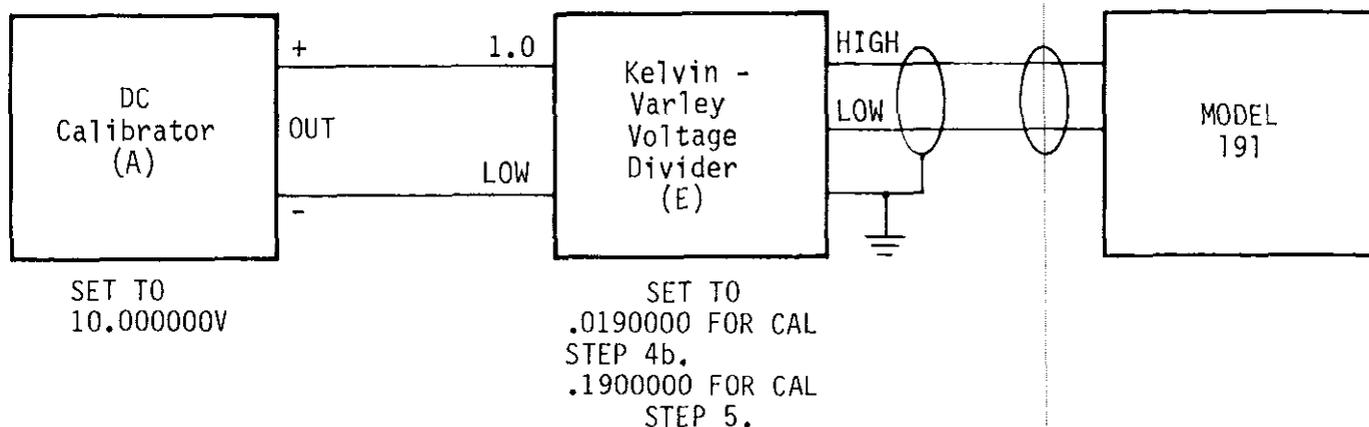 DC
Calibrator
(A)
+
OUT
-
1.0
LOW
Kelvin -
Varley
Voltage
Divider
(E)
HIGH
LOW
MODEL
191
SET TO
10.000000V
SET TO
.0190000 FOR CAL
STEP 4b.
.1900000 FOR CAL
STEP 5.